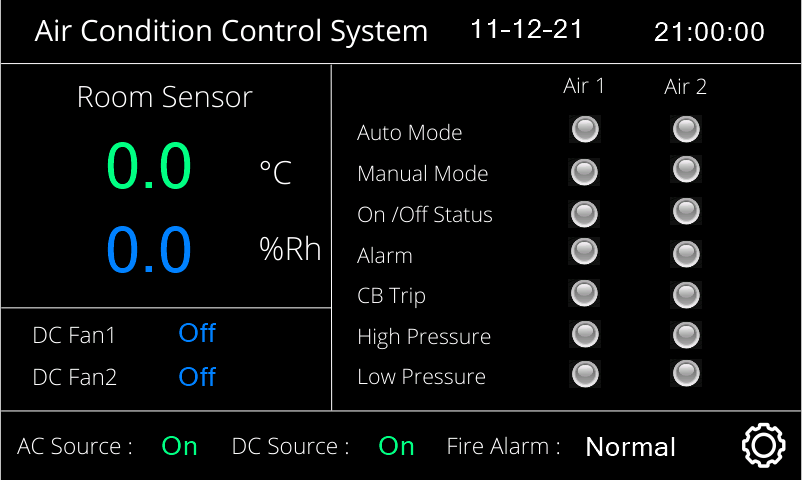 Air Condition Control System 11-12-21 21:00:00
Room Sensor
0.0 °C
0.0 %Rh
DC Fan1 Off
DC Fan2 Off
Air 1 Air 2
Auto Mode
Manual Mode
On /Off Status
Alarm
CB Trip
High Pressure
Low Pressure
AC Source : On DC Source : On Fire Alarm : Normal